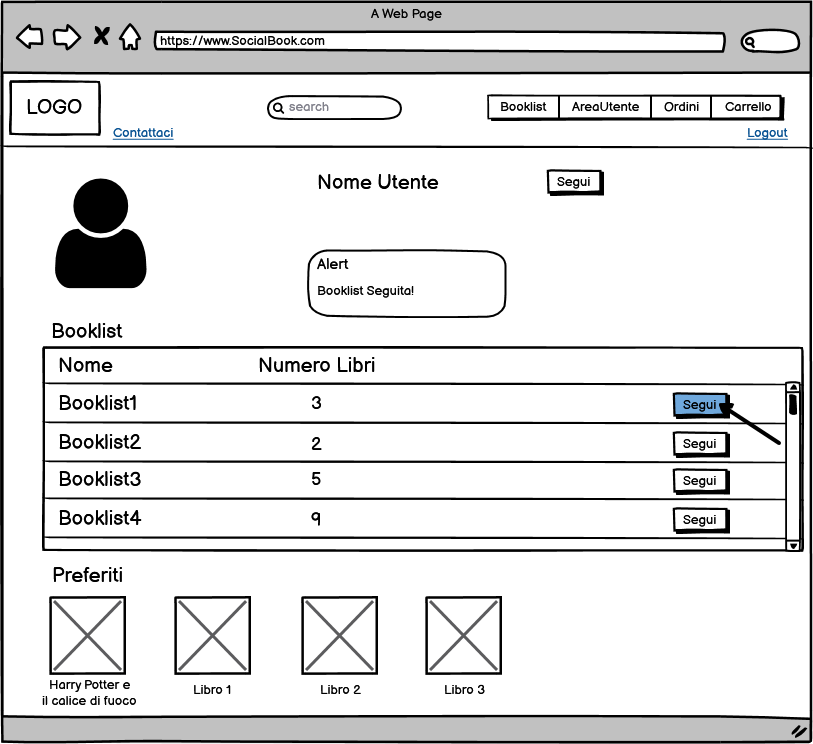 A Web Page
https://www.SocialBook.com
LOGO
search
Booklist AreaUtente Ordini Carrello
Contattaci
Logout
Nome Utente
Segui
Alert
Booklist Seguita!
Booklist
Nome Numero Libri
Booklist1 3 Segui
Booklist2 2 Segui
Booklist3 5 Segui
Booklist4 9 Segui
Preferiti
Harry Potter e
il calice di fuoco
Libro 1
Libro 2
Libro 3